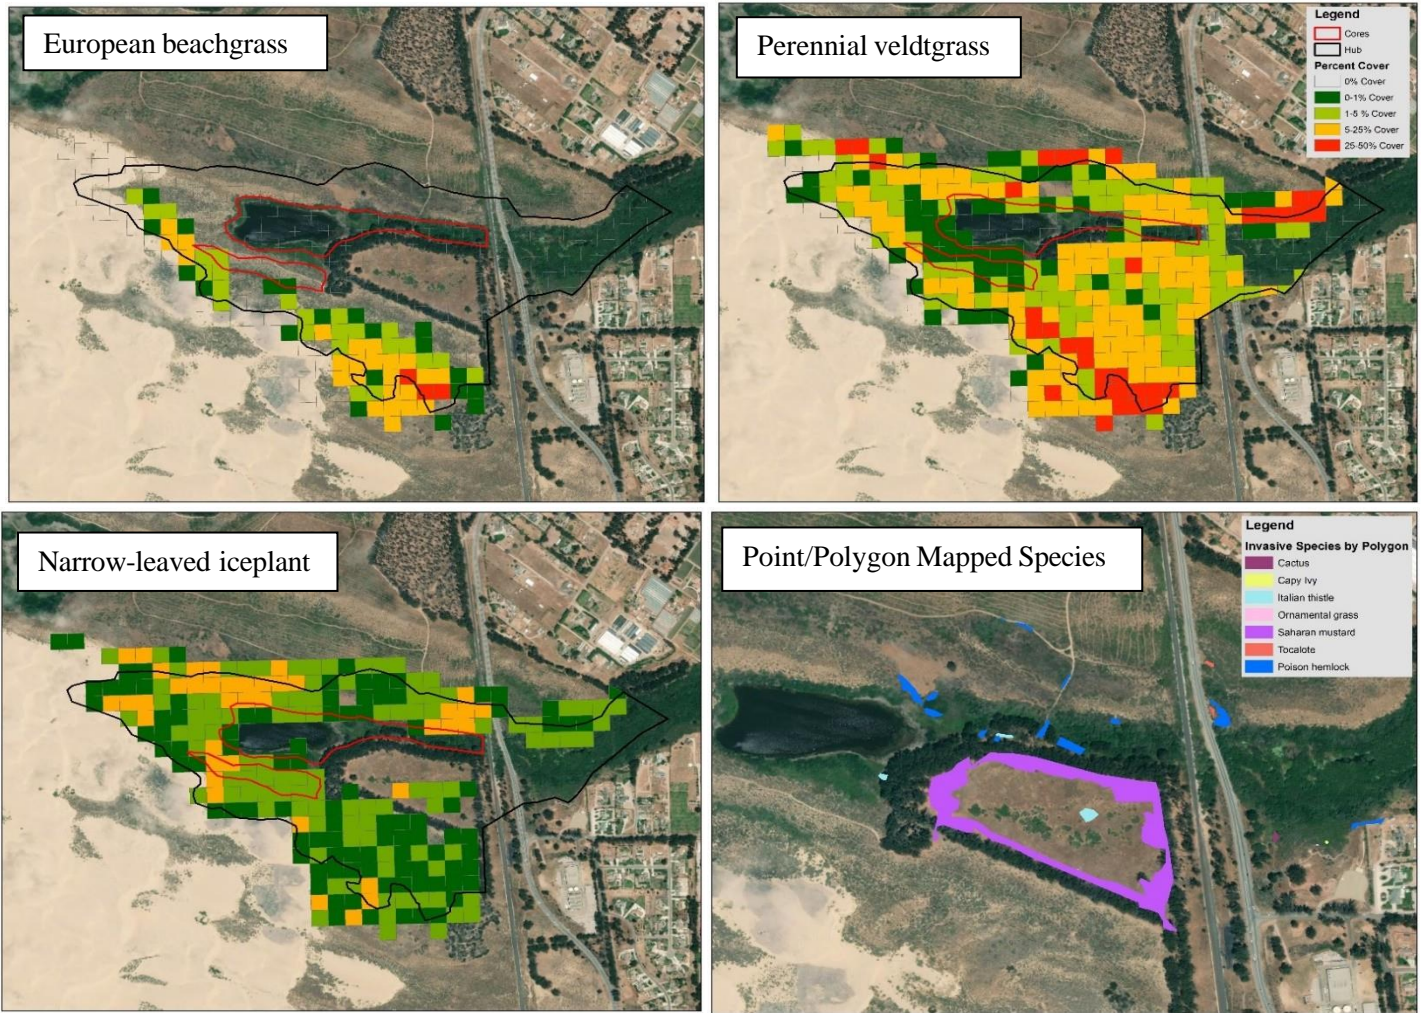 European beachgrass
Perennial veldtgrass
Legend
Cores
Hub
Percent Cover
0% Cover
0-1% Cover
1-5 % Cover
5-25% Cover
25-50% Cover
Narrow-leaved iceplant
Point/Polygon Mapped Species
Legend
Invasive Species by Polygon
Cactus
Capy Ivy
Italian thistle
Ornamental grass
Saharan mustard
Tocalote
Poison hemlock